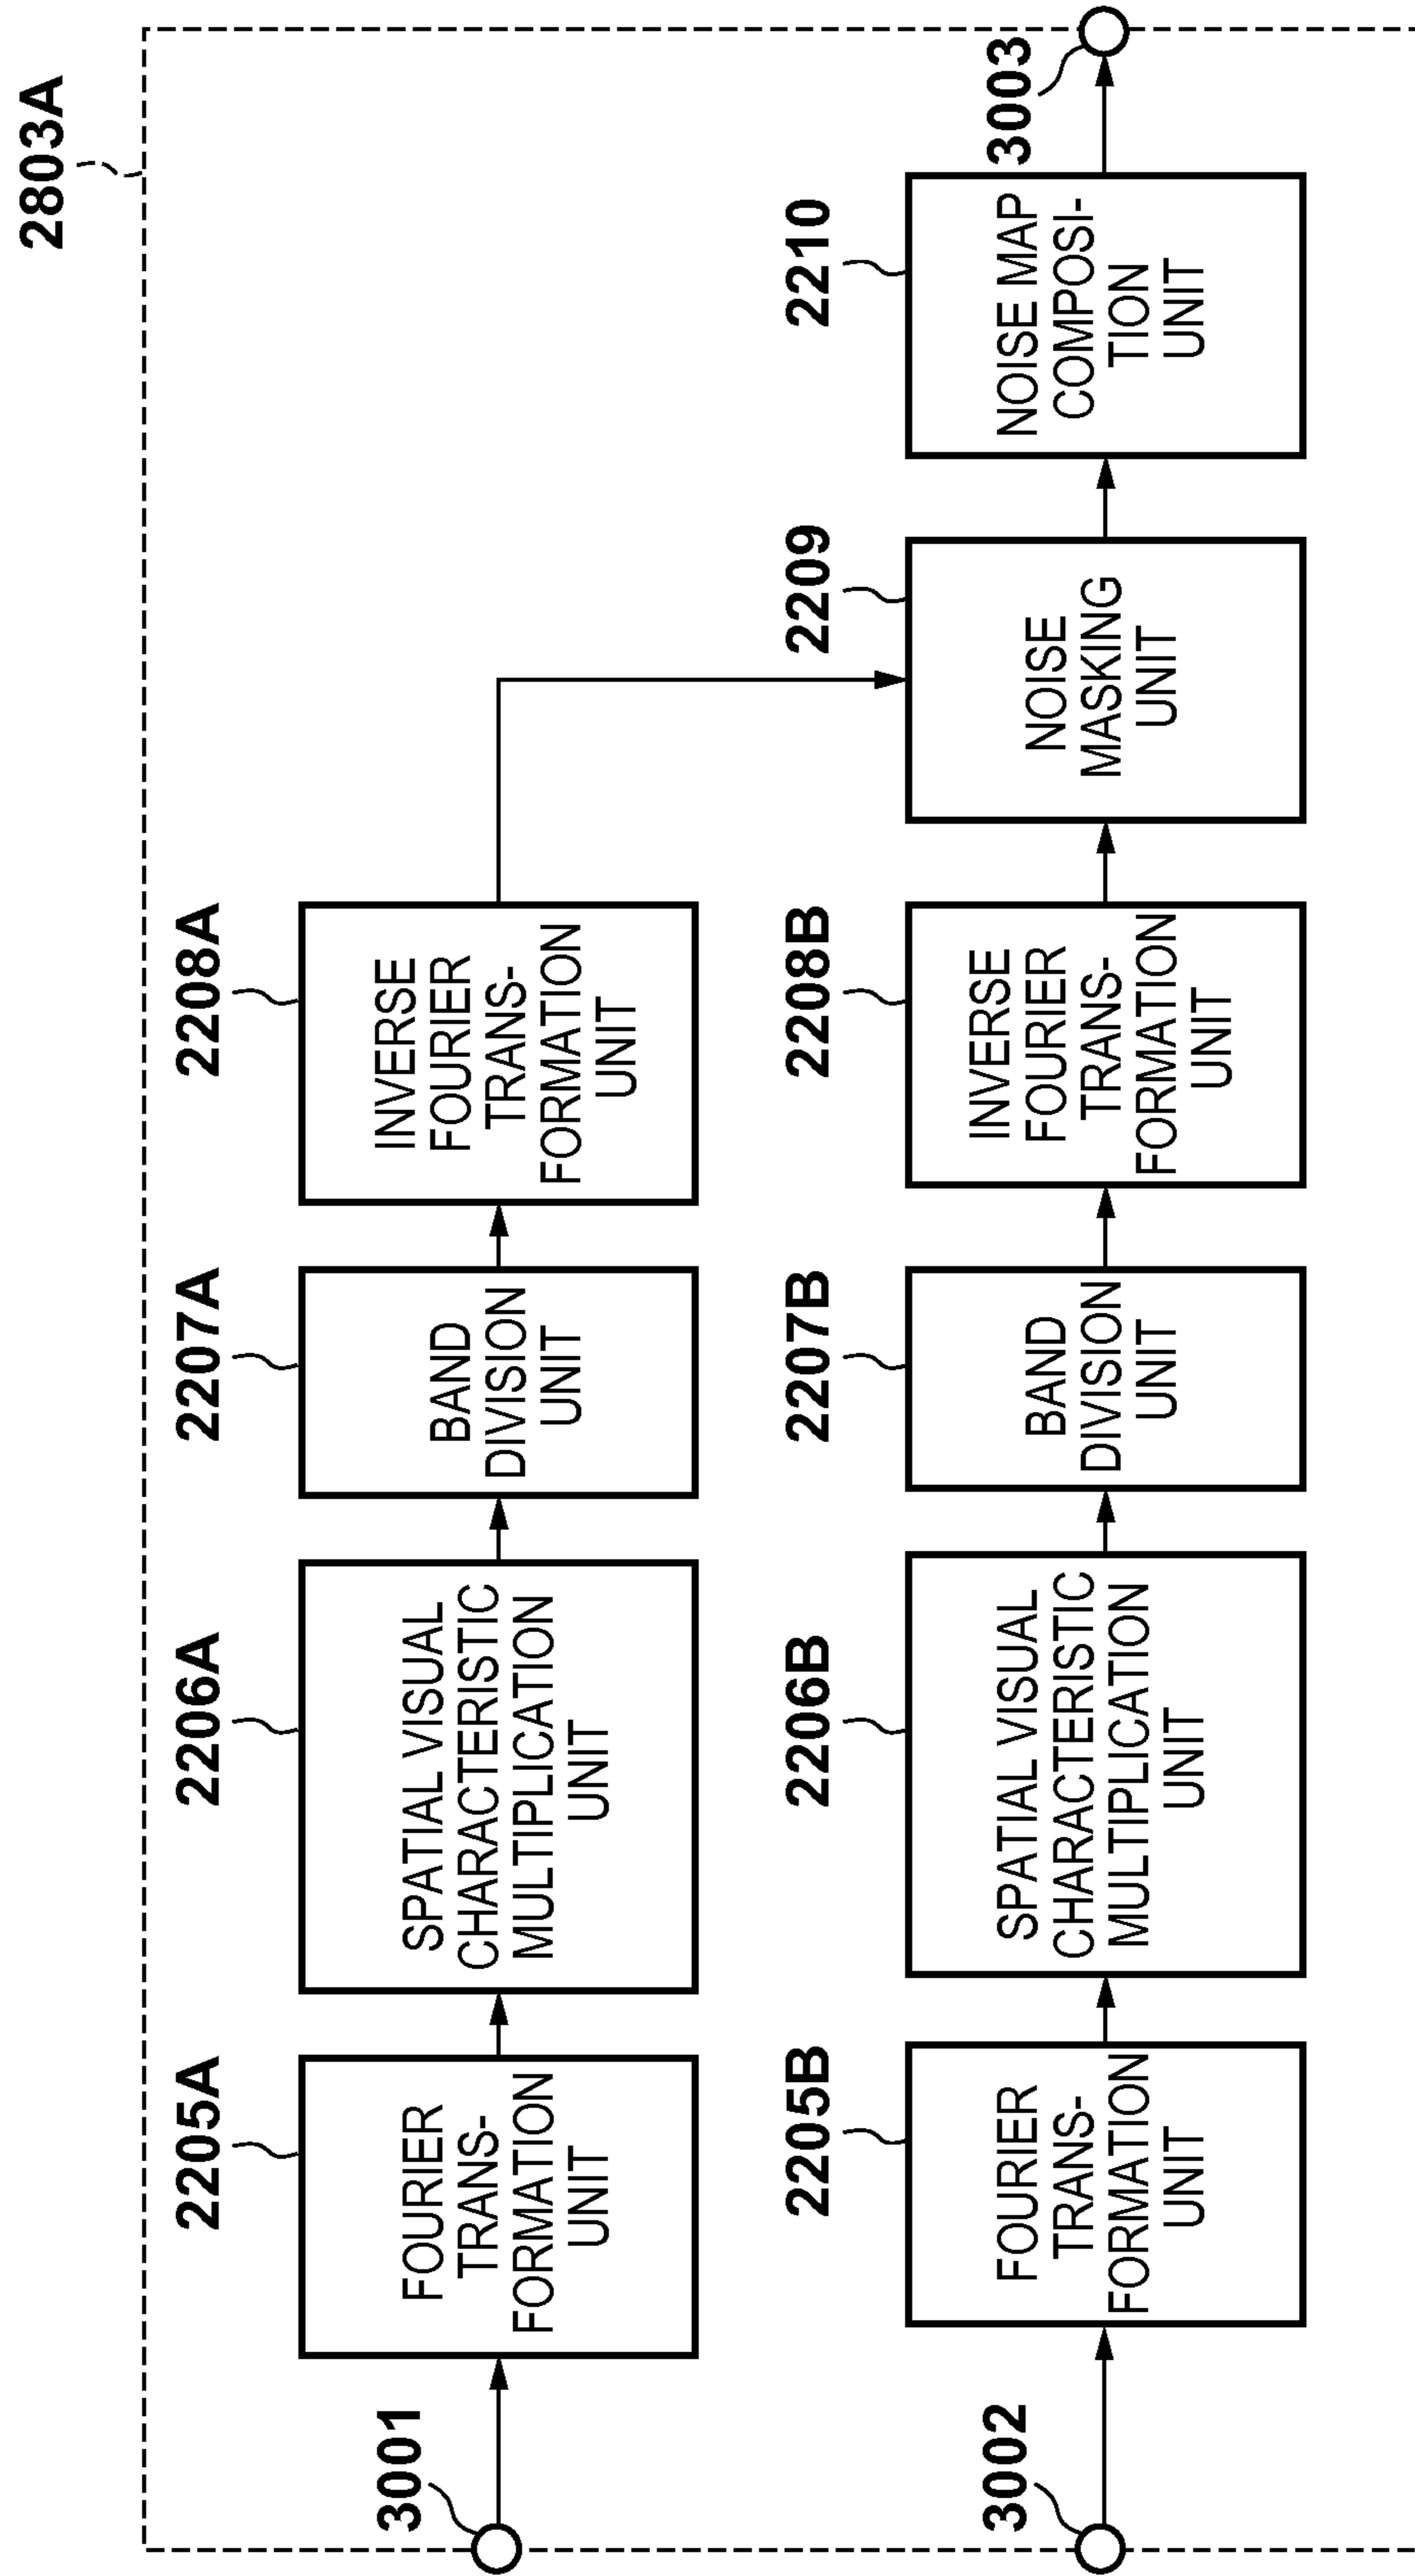 2803A
3001
2205A
FOURIER
TRANS-
FORMATION
UNIT
2206A
SPATIAL VISUAL
CHARACTERISTIC
MULTIPLICATION
UNIT
2207A
BAND
DIVISION
UNIT
2208A
INVERSE
FOURIER
TRANS-
FORMATION
UNIT
3002
2205B
FOURIER
TRANS-
FORMATION
UNIT
2206B
SPATIAL VISUAL
CHARACTERISTIC
MULTIPLICATION
UNIT
2207B
BAND
DIVISION
UNIT
2208B
INVERSE
FOURIER
TRANS-
FORMATION
UNIT
2209
NOISE
MASKING
UNIT
2210
NOISE MAP
COMPOSI-
TION
UNIT
3003